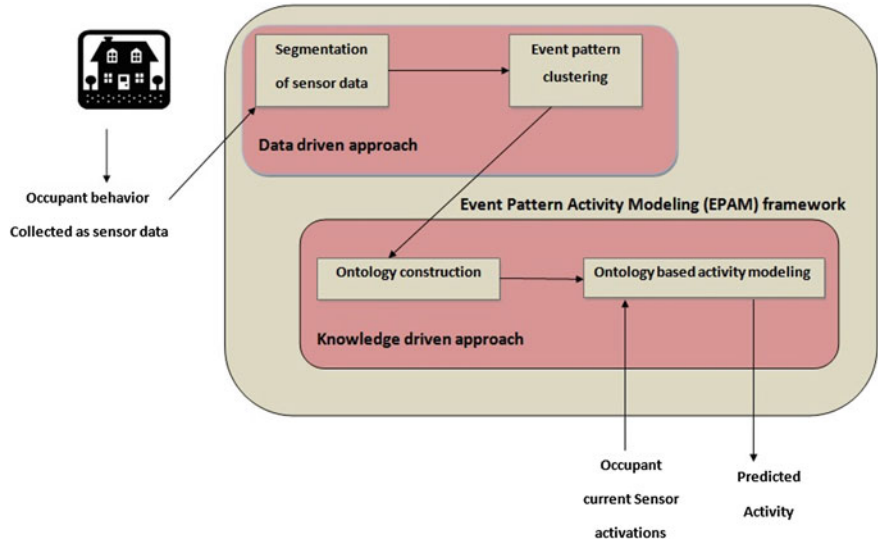 Segmentation
of sensor data
Event pattern
clustering
Data driven approach
Occupant behavior
Collected as sensor data
Event Pattern Activity Modeling (EPAM) framework
Ontology construction
Ontology based activity modeling
Knowledge driven approach
Occupant
current Sensor
activations
Predicted
Activity